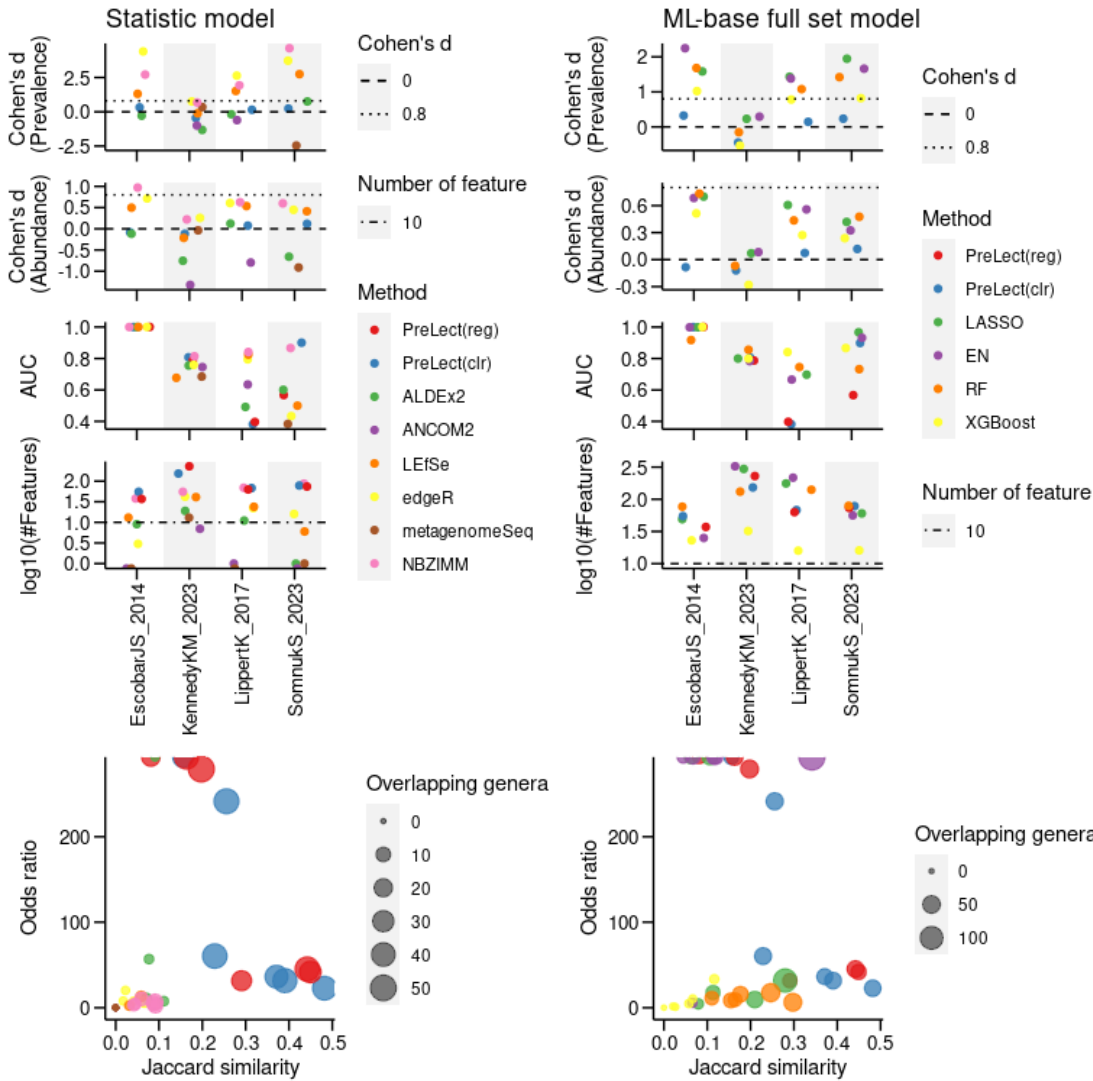 Statistic model
Cohen's d
(Prevalence)
2.5
0.0
-2.5
Cohen's d
0
0.8
Cohen's d
(Abundance)
1.0
0.5
0.0
-0.5
-1.0
Number of feature
10
AUC
1.0
0.8
0.6
0.4
log10(#Features)
2.0
1.5
1.0
0.5
0.0
Method
PreLect(reg)
PreLect(clr)
ALDEx2
ANCOM2
LEfSe
edgeR
metagenomeSeq
NBZIMM
EscobarJS_2014
KennedyKM_2023
LippertK_2017
SomnukS_2023
ML-base full set model
Cohen's d
(Prevalence)
2
1
0
Cohen's d
0
0.8
Cohen's d
(Abundance)
0.6
0.3
0.0
-0.3
AUC
1.0
0.8
0.6
0.4
Method
PreLect(reg)
PreLect(clr)
LASSO
EN
RF
XGBoost
log10(#Features)
2.5
2.0
1.5
1.0
Number of feature
10
EscobarJS_2014
KennedyKM_2023
LippertK_2017
SomnukS_2023
Odds ratio
200
100
0
0.0 0.1 0.2 0.3 0.4 0.5
Jaccard similarity
Overlapping genera
0
10
20
30
40
50
Odds ratio
200
100
0
0.0 0.1 0.2 0.3 0.4 0.5
Jaccard similarity
Overlapping genera
0
50
100